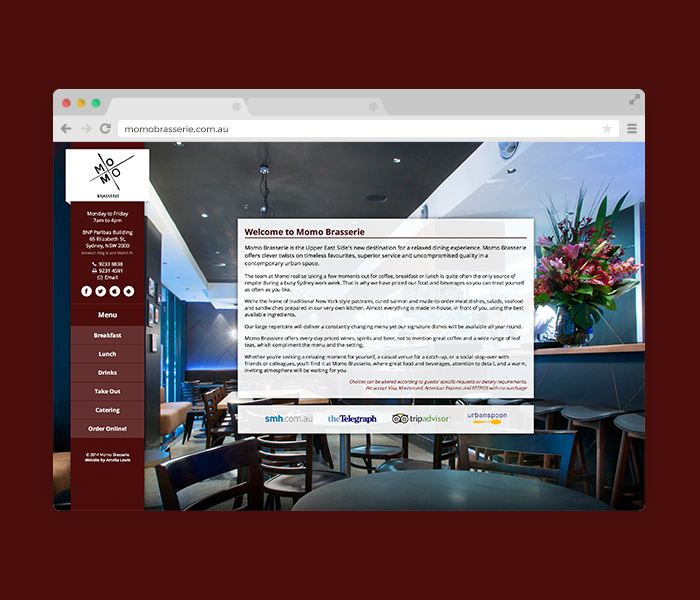 momobrasserie.com.au
MO
MO
BRASSERIE
Monday to Friday
7am to 4pm
BNP Paribas Building
65 Elizabeth St,
Sydney, NSW 2000
Between King St and Martin Pl.
9233 8838
9231 4591
Email
Menu
Breakfast
Lunch
Drinks
Take Out
Catering
Order Online!
© 2014 Momo Brasserie
Website by Amelia Lewis
Welcome to Momo Brasserie
Momo Brasserie is the Upper East Side's new destination for a relaxed dining experience. Momo Brasserie
offers clever twists on timeless favourites, superior service and uncompromised quality in a
contemporary urban space.
The team at Momo realise taking a few moments out for coffee, breakfast or lunch is quite often the only source of
respite during a busy Sydney work week. That is why we have priced our food and beverages so you can treat yourself
as often as you like.
We're the home of traditional New York style pastrami, cured salmon and made-to-order meat dishes, salads, seafood
and sandwiches prepared in our very own kitchen. Almost everything is made in-house, in front of you, using the best
available ingredients.
Our large repertoire will deliver a constantly changing menu yet our signature dishes will be available all year round.
Momo Brasserie offers every day priced wines, spirits and beer, not to mention great coffee and a wide range of leaf
teas, which compliment the menu and the setting.
Whether you're seeking a relaxing moment for yourself, a casual venue for a catch-up, or a social stop-over with
friends or colleagues, you'll find it at Momo Brasserie, where great food and beverages, attention to detail, and a warm,
inviting atmosphere will be waiting for you.
Choices can be altered according to guests' specific requests or dietary requirements.
We accept Visa, Mastercard, American Express and EFTPOS with no surcharge
smh.com.au
the Telegraph
tripadvisor
urbanspoon